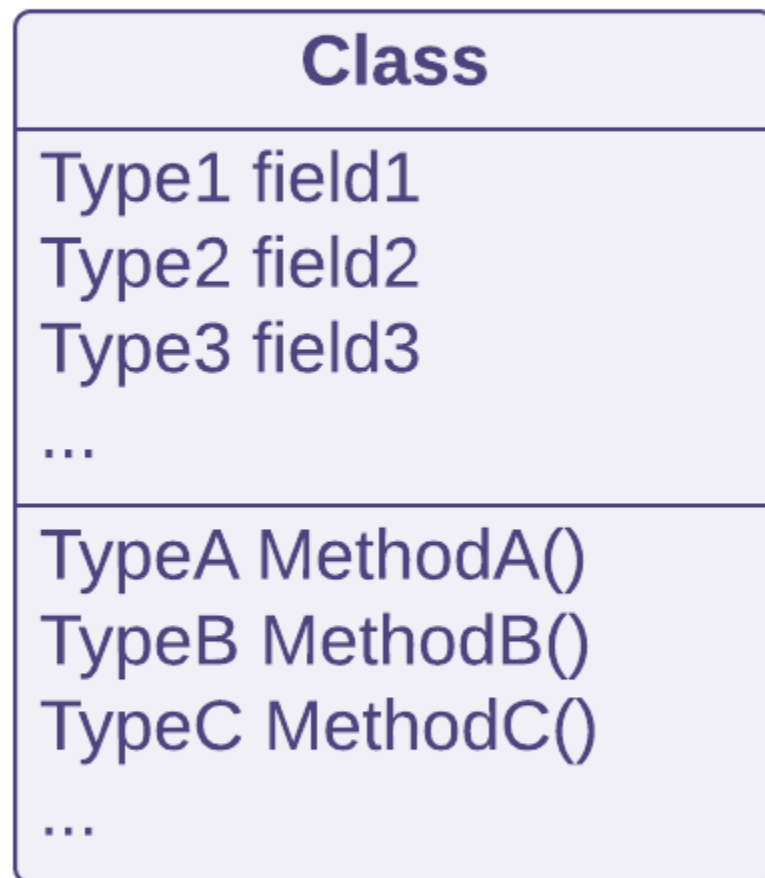 Class
Type1 field1
Type2 field2
Type3 field3
...
TypeA MethodA()
TypeB MethodB()
TypeC MethodC()
...